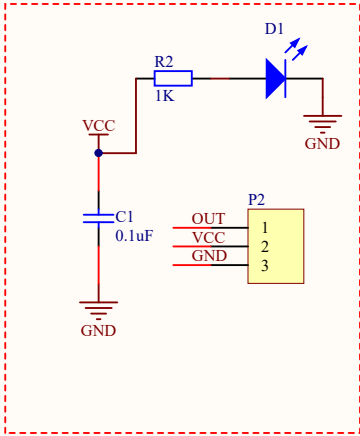 D1
R2
1K
VCC
GND
C1
0.1uF
P2
OUT 1
VCC 2
GND 3
GND